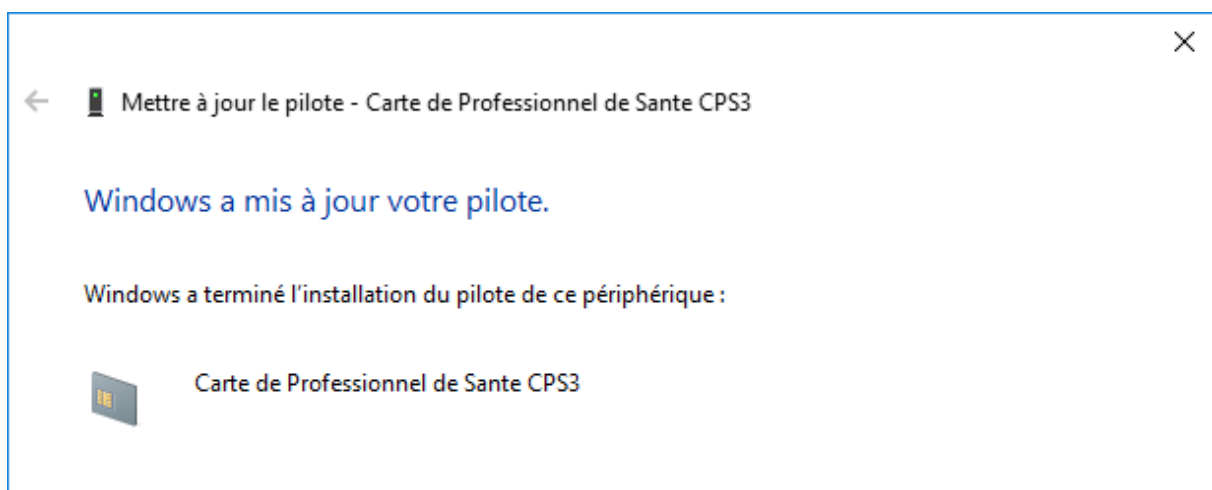 Mettre à jour le pilote - Carte de Professionnel de Sante CPS3
Windows a mis à jour votre pilote.
Windows a terminé l'installation du pilote de ce périphérique :
Carte de Professionnel de Sante CPS3